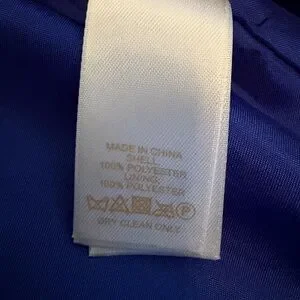 MADE IN CHINA
SHELL:
100% POLYESTER
LINING:
100% POLYESTER
P
DRY CLEAN ONLY